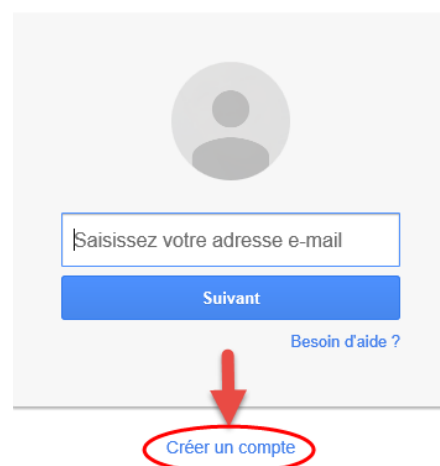 Saisissez votre adresse e-mail
Suivant
Besoin d'aide ?
Créer un compte